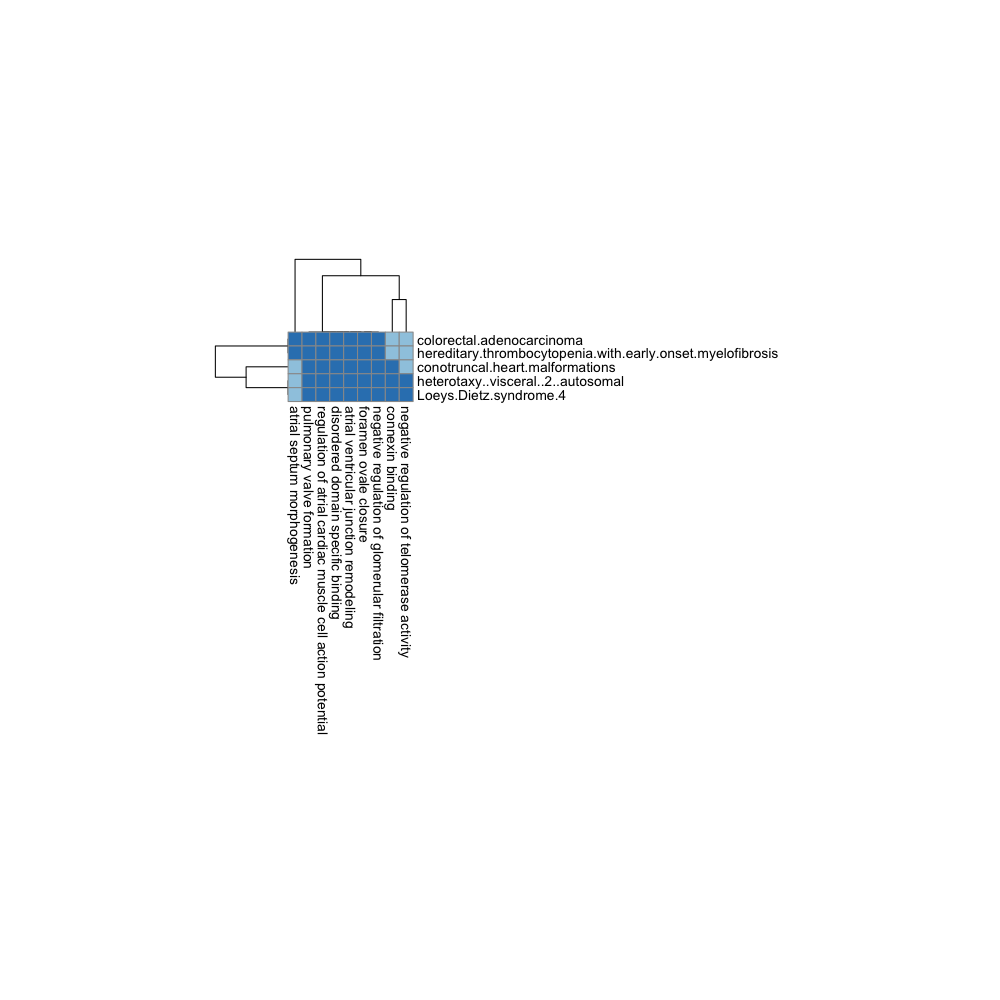 colorectal.adenocarcinoma
hereditary.thrombocytopenia.with.early.onset.myelofibrosis
conotruncal.heart.malformations
heterotaxy..visceral..2..autosomal
Loeys.Dietz.syndrome.4
atrial septum morphogenesis
pulmonary valve formation
regulation of atrial cardiac muscle cell action potential
disordered domain specific binding
atrial ventricular junction remodeling
foramen ovale closure
negative regulation of glomerular filtration
connexin binding
negative regulation of telomerase activity